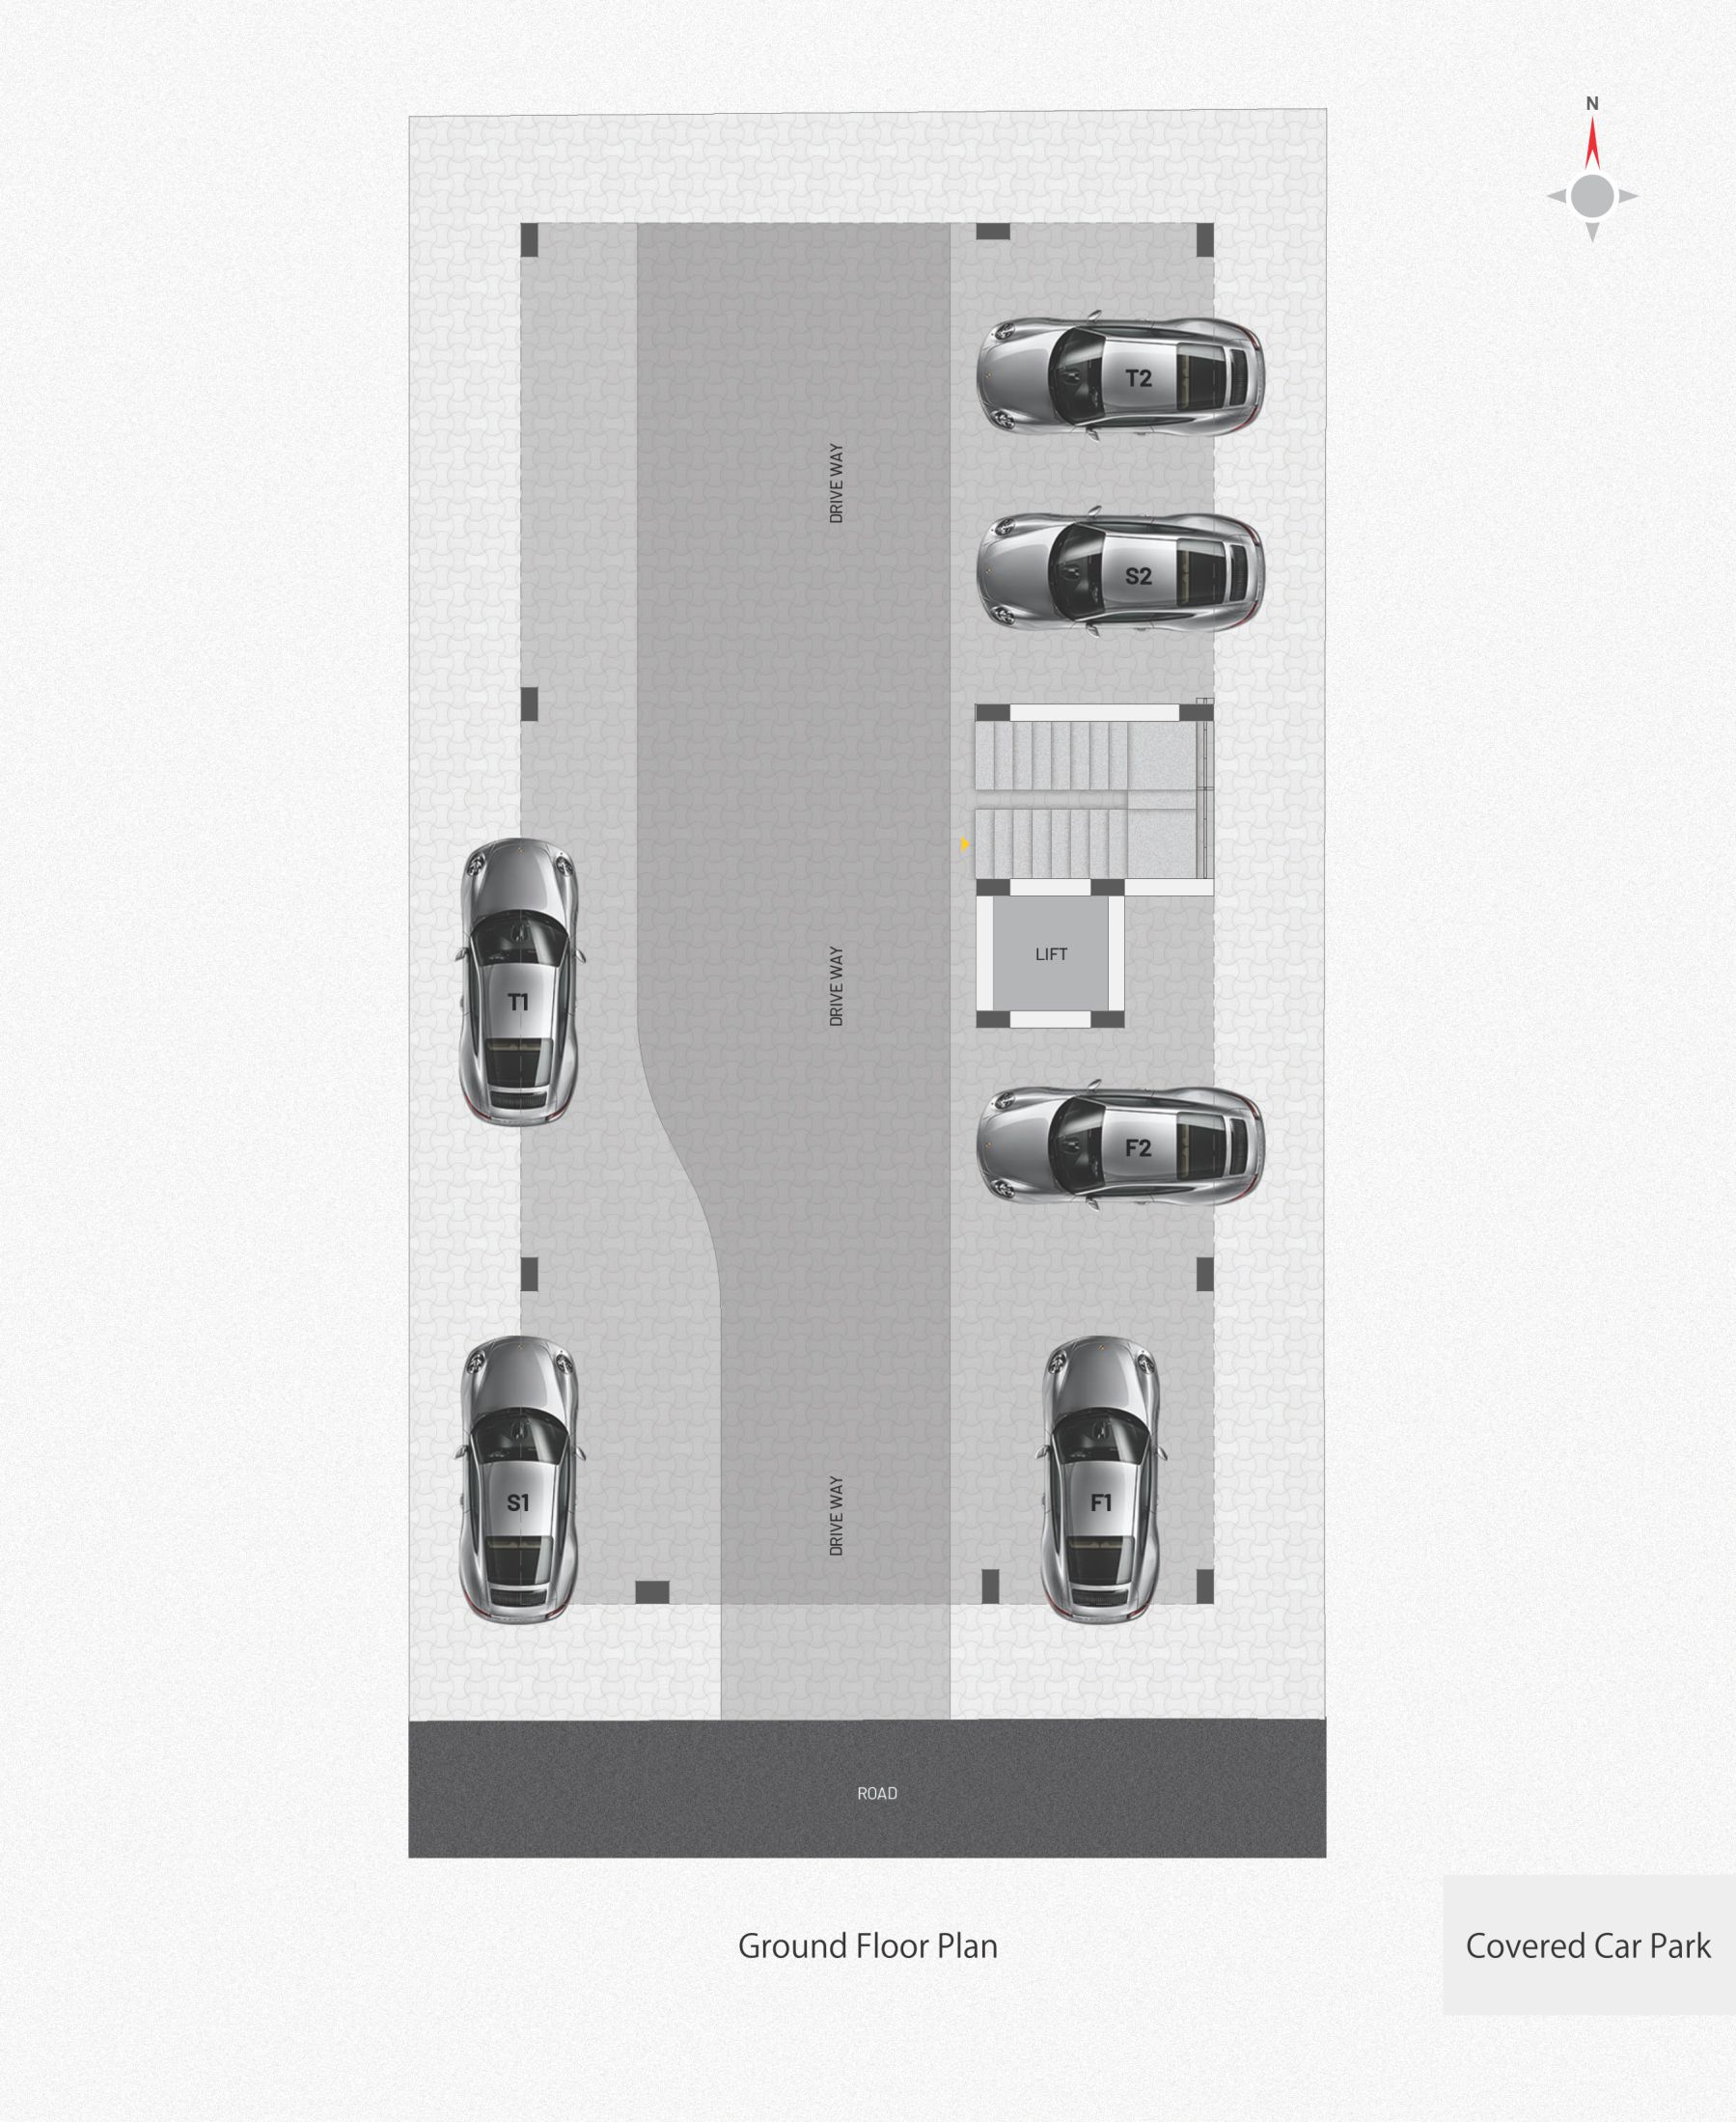 N
T2
DRIVE WAY
S2
LIFT
DRIVE WAY
T1
F2
S1
F1
DRIVE WAY
ROAD
Ground Floor Plan
Covered Car Park